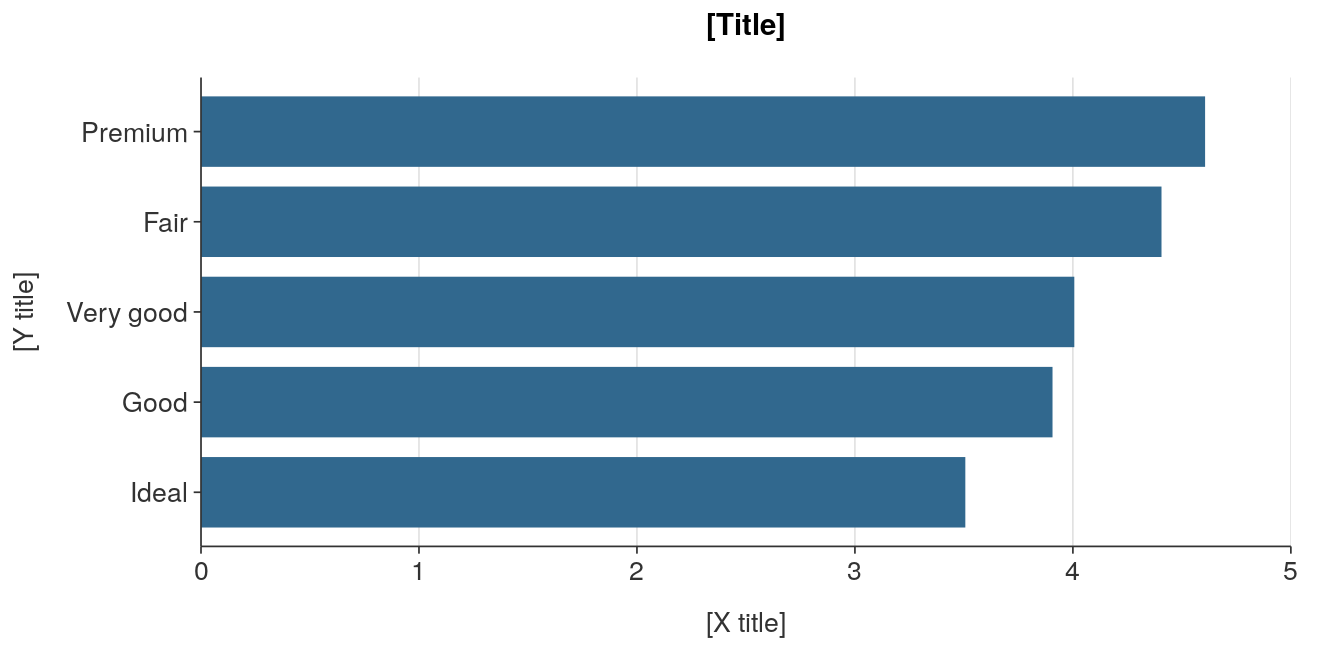 [Title]
[Y title]
Premium
Fair
Very good
Good
Ideal
0 1 2 3 4 5
[X title]